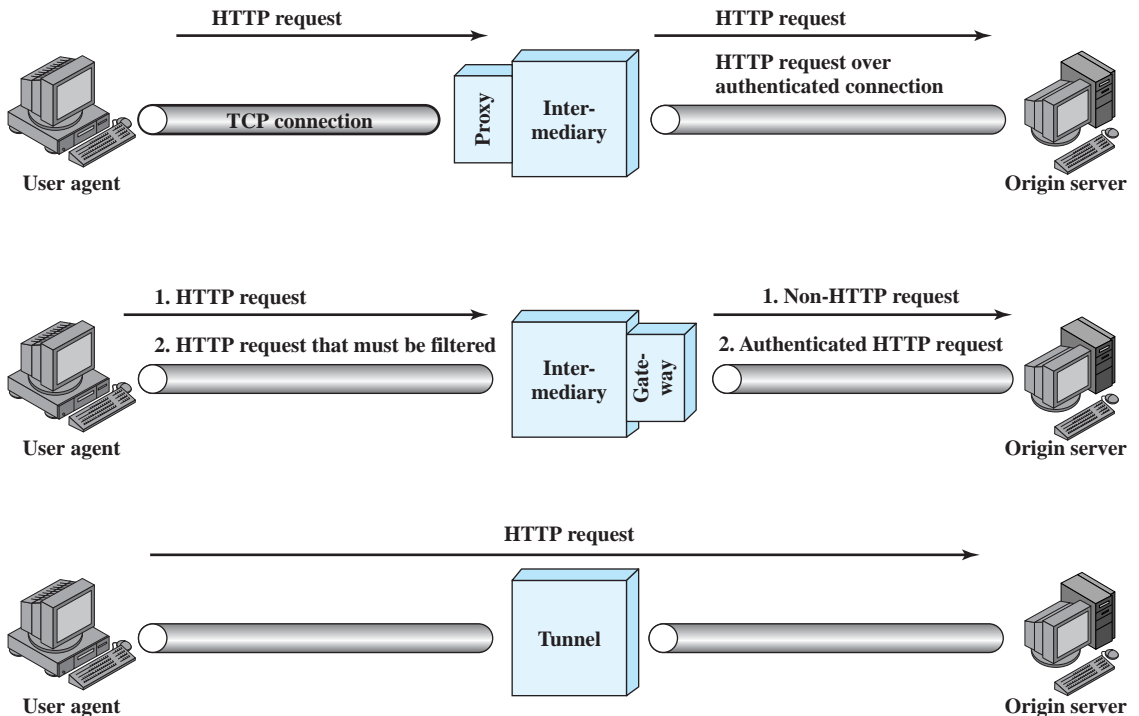 HTTP request
HTTP request
HTTP request over
authenticated connection
TCP connection
Proxy
Inter-
mediary
User agent
Origin server
1. HTTP request
1. Non-HTTP request
2. HTTP request that must be filtered
2. Authenticated HTTP request
Inter-
mediary
Gate-
way
User agent
Origin server
HTTP request
Tunnel
User agent
Origin server